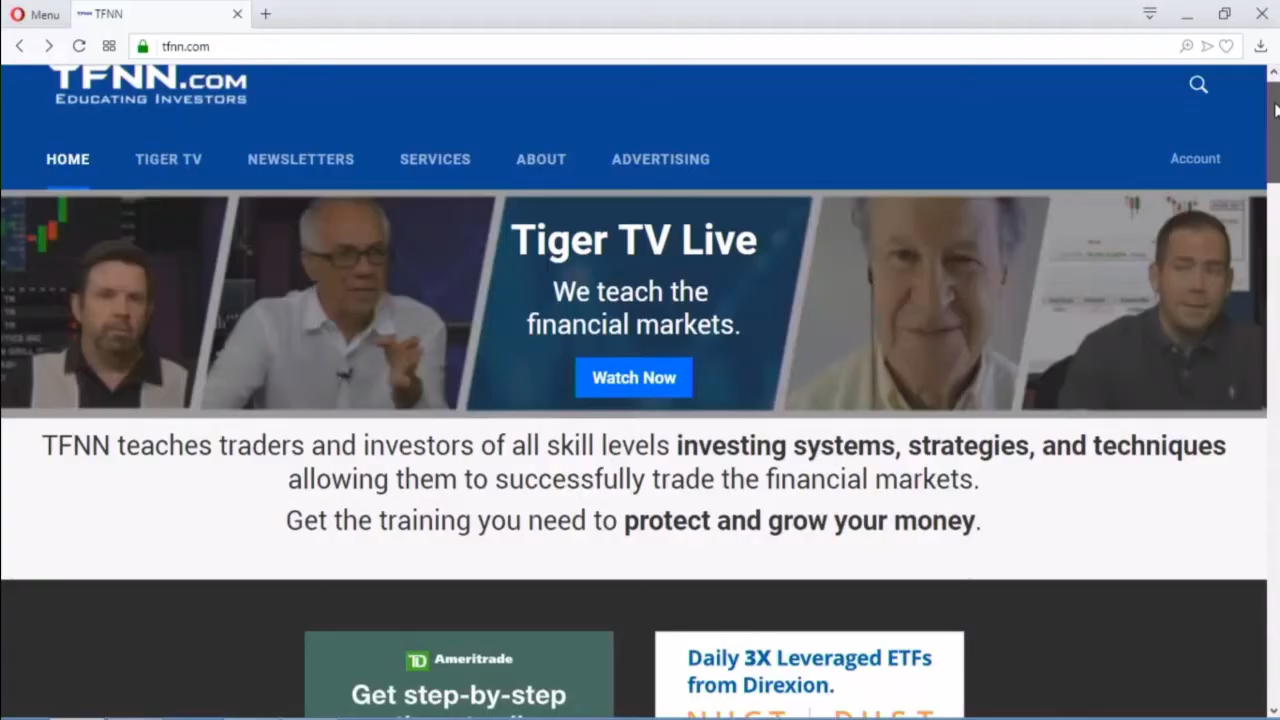 Menu
TFNN
tfnn.com
TFNN.COM
EDUCATING INVESTORS
HOME
TIGER TV
NEWSLETTERS
SERVICES
ABOUT
ADVERTISING
Account
Tiger TV Live
We teach the
financial markets.
Watch Now
TFNN teaches traders and investors of all skill levels investing systems, strategies, and techniques
allowing them to successfully trade the financial markets.
Get the training you need to protect and grow your money.
TD Ameritrade
Get step-by-step
Daily 3X Leveraged ETFs
from Direxion.